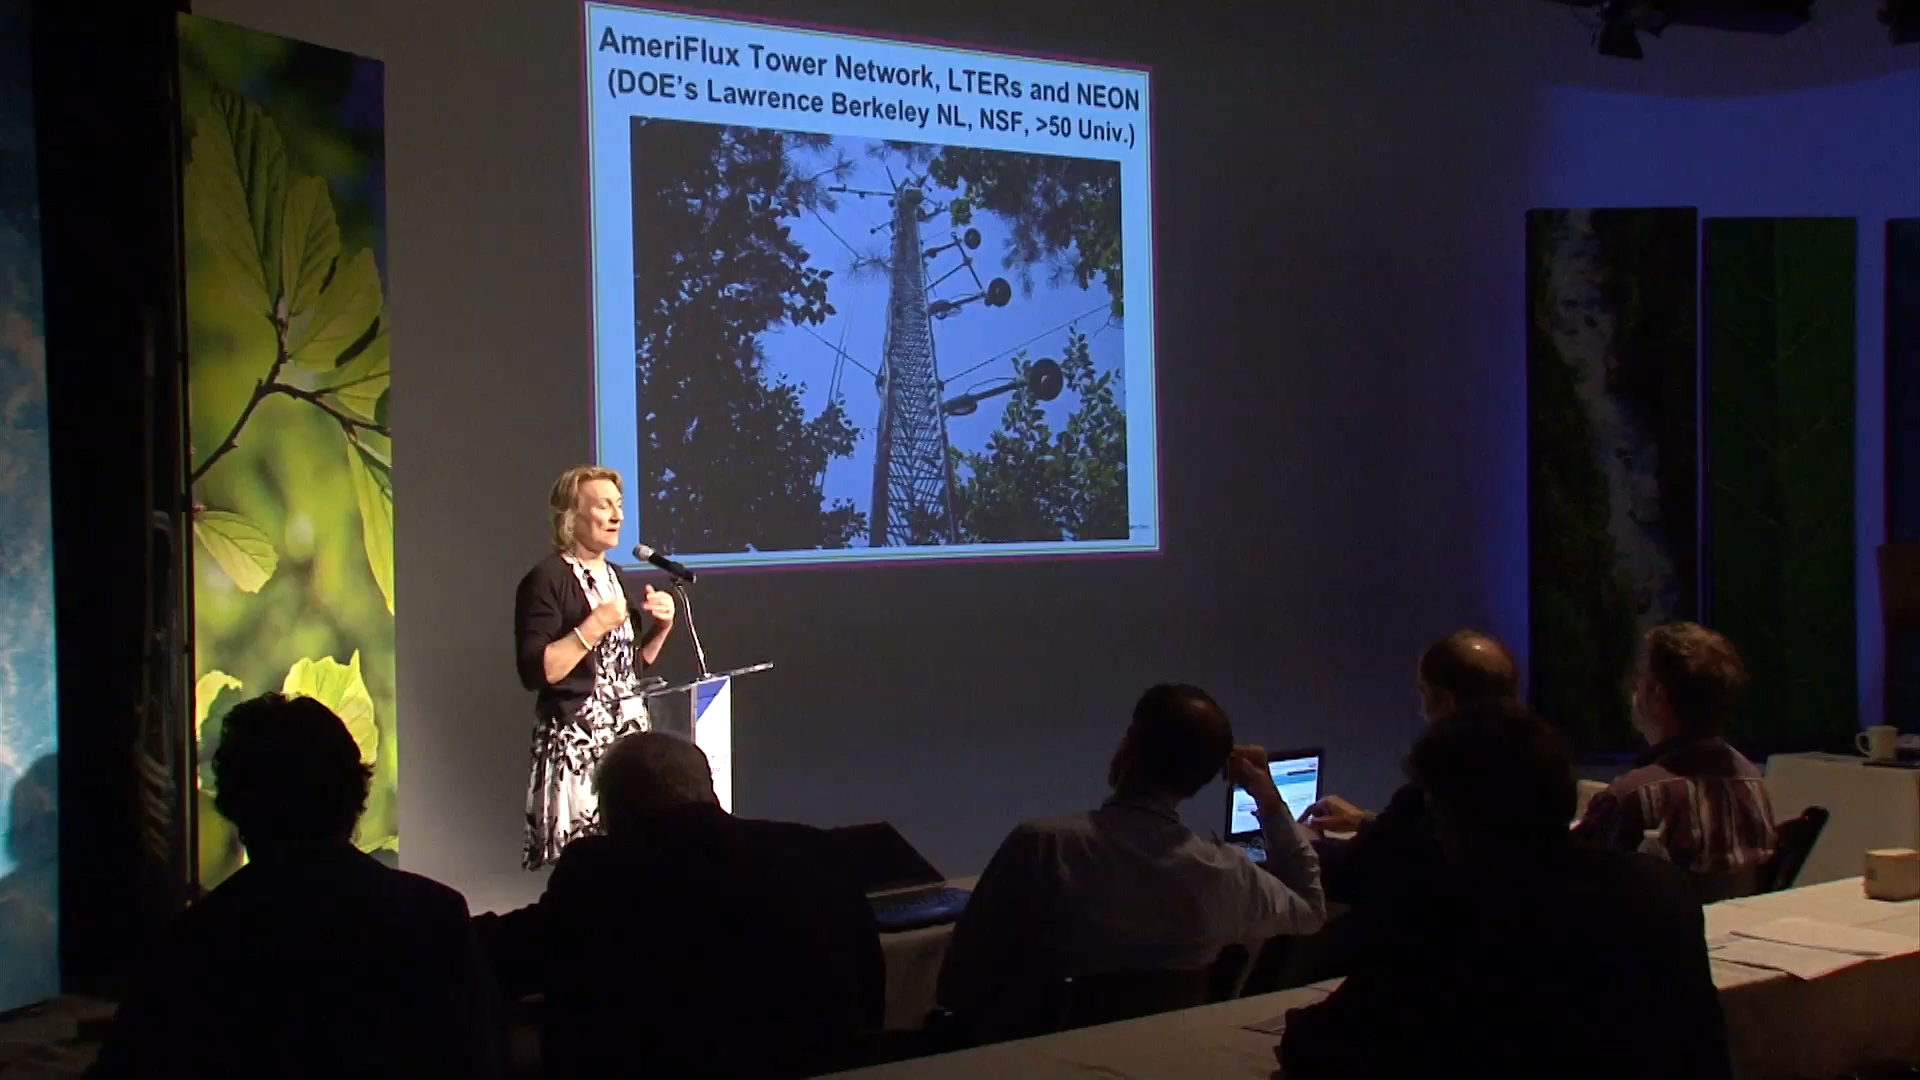 AmeriFlux Tower Network, LTERs and NEON
(DOE's Lawrence Berkeley NL, NSF, >50 Univ.)